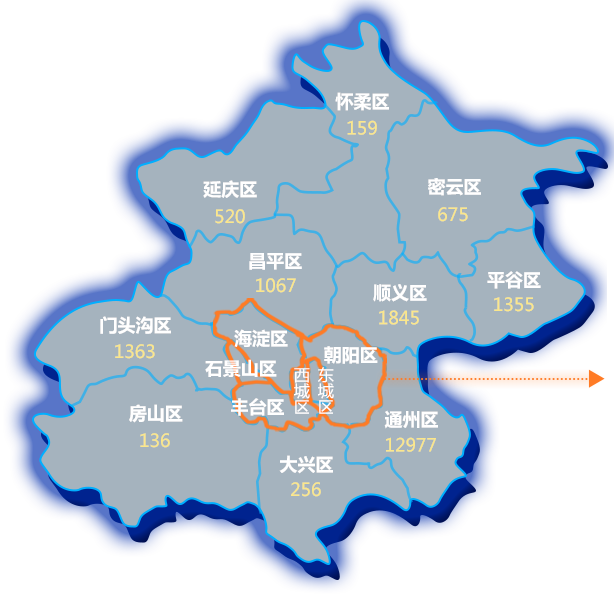 怀柔区
159
延庆区
520
密云区
675
昌平区
1067
顺义区
1845
平谷区
1355
门头沟区
1363
海淀区
朝阳区
石景山区
西城区
东城区
丰台区
房山区
136
通州区
12977
大兴区
256